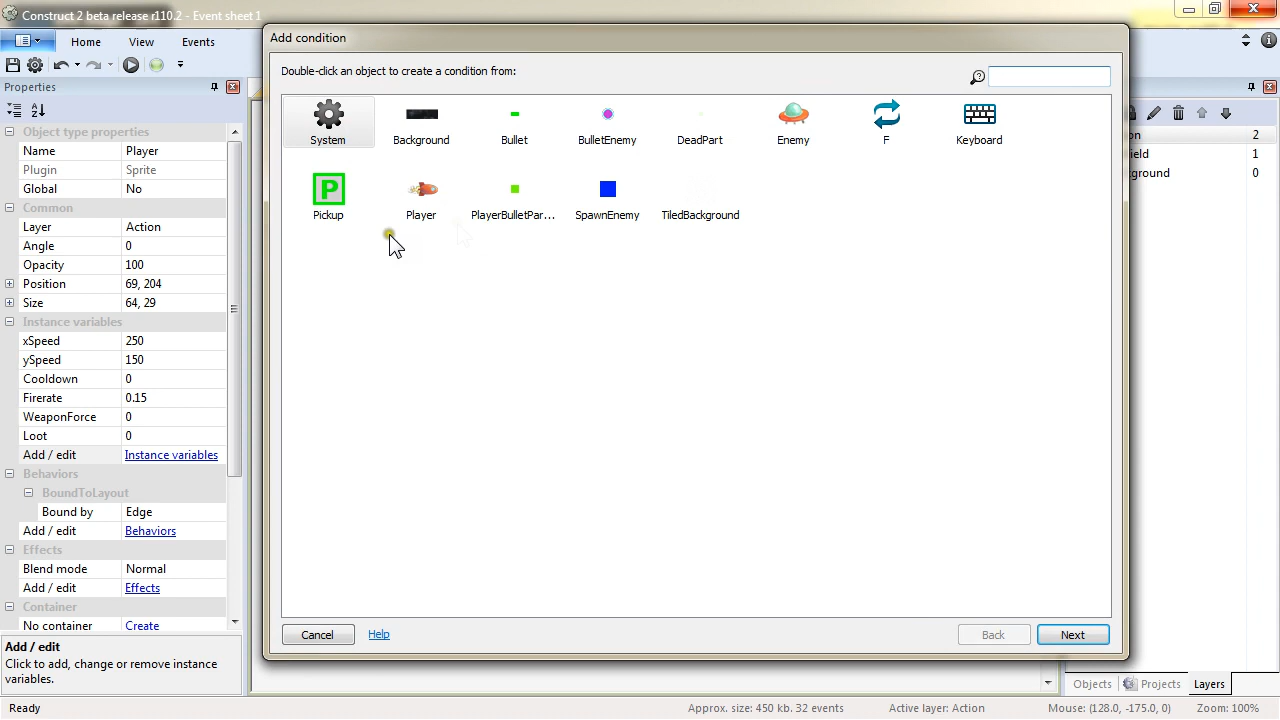 Construct 2 beta release r110.2 - Event sheet 1
Home
View
Events
Properties
Object type properties
Name Player
Plugin Sprite
Global No
Common
Layer Action
Angle 0
Opacity 100
Position 69, 204
Size 64, 29
Instance variables
xSpeed 250
ySpeed 150
Cooldown 0
Firerate 0.15
WeaponForce 0
Loot 0
Add / edit Instance variables
Behaviors
BoundToLayout
Bound by Edge
Add / edit Behaviors
Effects
Blend mode Normal
Add / edit Effects
Container
No container Create
Add / edit
Click to add, change or remove instance
variables.
Add condition
Double-click an object to create a condition from:
System
Background
Bullet
BulletEnemy
DeadPart
Enemy
F
Keyboard
P
Pickup
Player
PlayerBulletPar...
SpawnEnemy
TiledBackground
Cancel
Help
Back
Next
on 2
ield 1
ground 0
Objects
Projects
Layers
Ready
Approx. size: 450 kb. 32 events
Active layer: Action
Mouse: (128.0, -175.0, 0)
Zoom: 100%